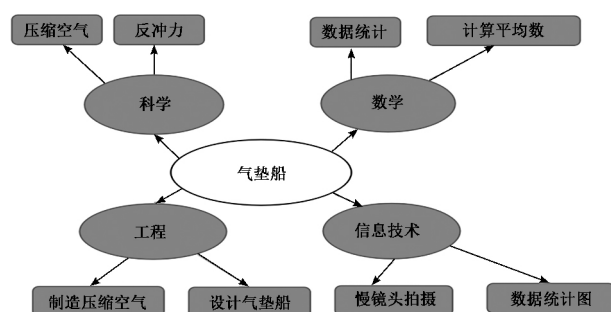 压缩空气
反冲力
数据统计
计算平均数
科学
数学
气垫船
工程
信息技术
制造压缩空气
设计气垫船
慢镜头拍摄
数据统计图